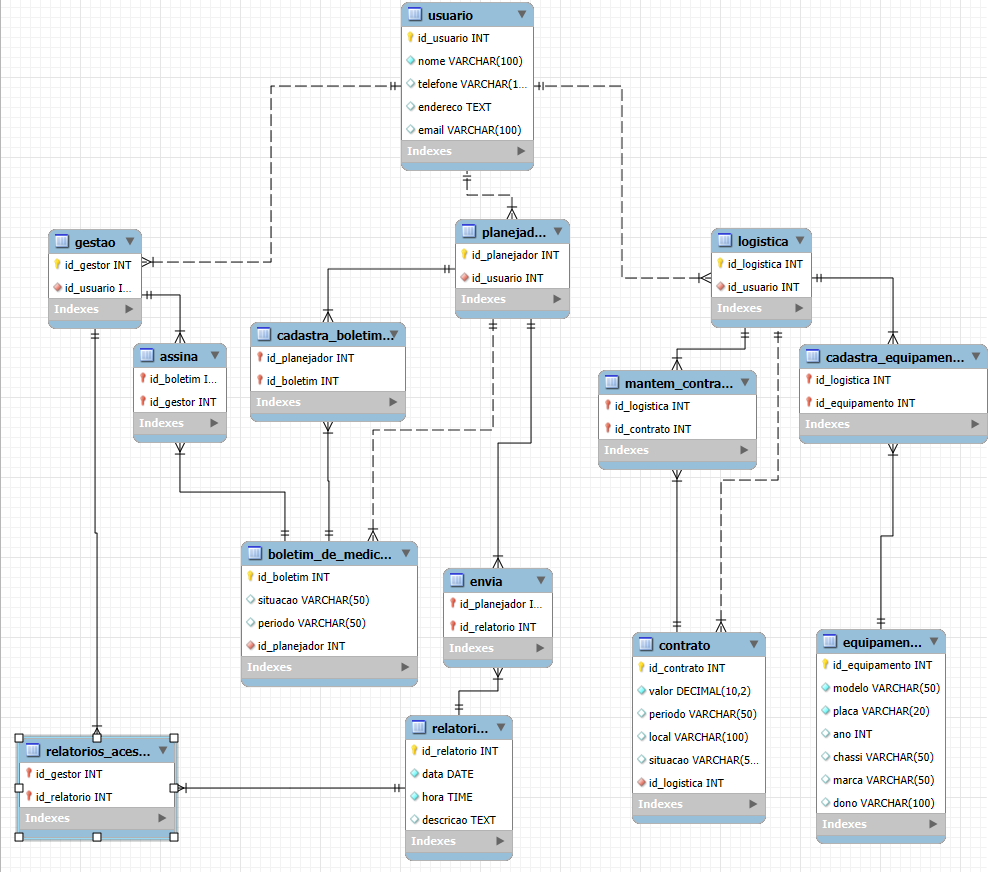 usuario
id_usuario INT
nome VARCHAR(100)
telefone VARCHAR(1...
endereco TEXT
email VARCHAR(100)
Indexes
gestao
id_gestor INT
id_usuario I...
Indexes
planejad...
id_planejador INT
id_usuario INT
Indexes
logistica
id_logistica INT
id_usuario INT
Indexes
assina
id_boletim I...
id_gestor INT
Indexes
cadastra_boletim...
id_planejador INT
id_boletim INT
Indexes
mantem_contra...
id_logistica INT
id_contrato INT
Indexes
cadastra_equipamen...
id_logistica INT
id_equipamento INT
Indexes
boletim_de_medic...
id_boletim INT
situacao VARCHAR(50)
periodo VARCHAR(50)
id_planejador INT
Indexes
envia
id_planejador I...
id_relatorio INT
Indexes
contrato
id_contrato INT
valor DECIMAL(10,2)
periodo VARCHAR(50)
local VARCHAR(100)
situacao VARCHAR(5...
id_logistica INT
Indexes
equipamen...
id_equipamento INT
modelo VARCHAR(50)
placa VARCHAR(20)
ano INT
chassi VARCHAR(50)
marca VARCHAR(50)
dono VARCHAR(100)
Indexes
relatorios_aces...
id_gestor INT
id_relatorio INT
Indexes
relatori...
id_relatorio INT
data DATE
hora TIME
descricao TEXT
Indexes